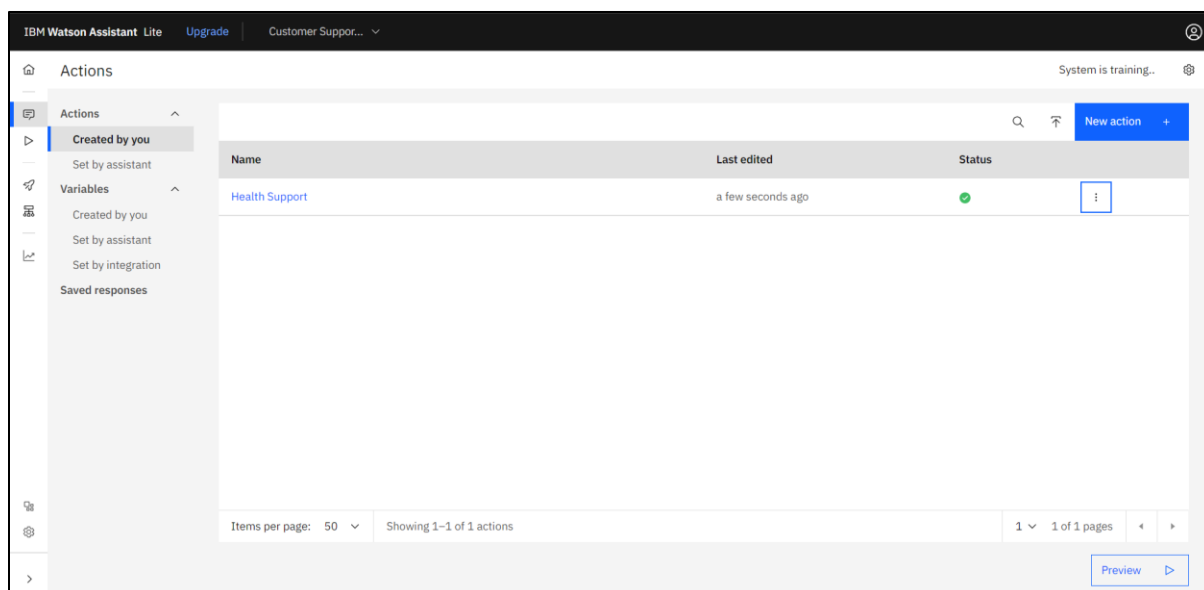 IBM Watson Assistant Lite Upgrade Customer Suppor...
Actions System is training..
Actions
Created by you
Set by assistant
Variables
Created by you
Set by assistant
Set by integration
Saved responses
New action +
Name Last edited Status
Health Support a few seconds ago
Items per page: 50 Showing 1–1 of 1 actions 1 1 of 1 pages
Preview